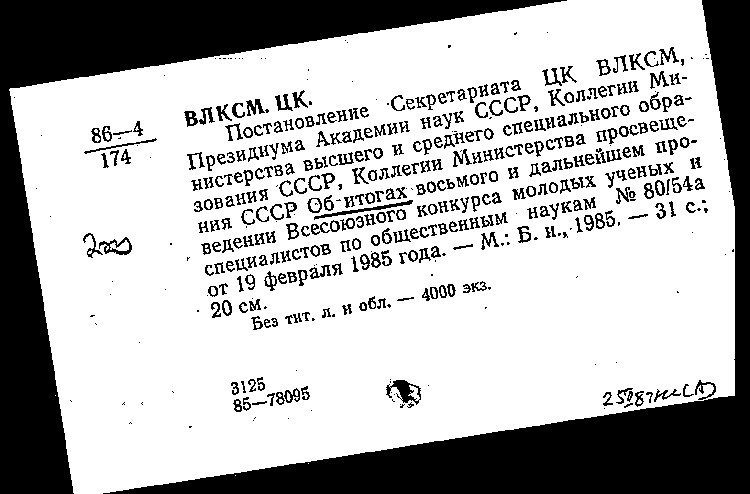 ВЛКСМ. ЦК.
86—4
174
Постановление Секретариата ЦК ВЛКСМ,
Президиума Академии наук СССР, Коллегии Ми-
нистерства высшего и среднего специального обра-
зования СССР, Коллегии Министерства просвеще-
ния СССР Об итогах восьмого и дальнейшем про-
ведении Всесоюзного конкурса молодых ученых и
специалистов по общественным наукам № 80/54а
от 19 февраля 1985 года. — М.: Б. и., 1985. — 31 с.;
20 см.
Без тит. л. и обл. — 4000 экз.
3125
85—78095